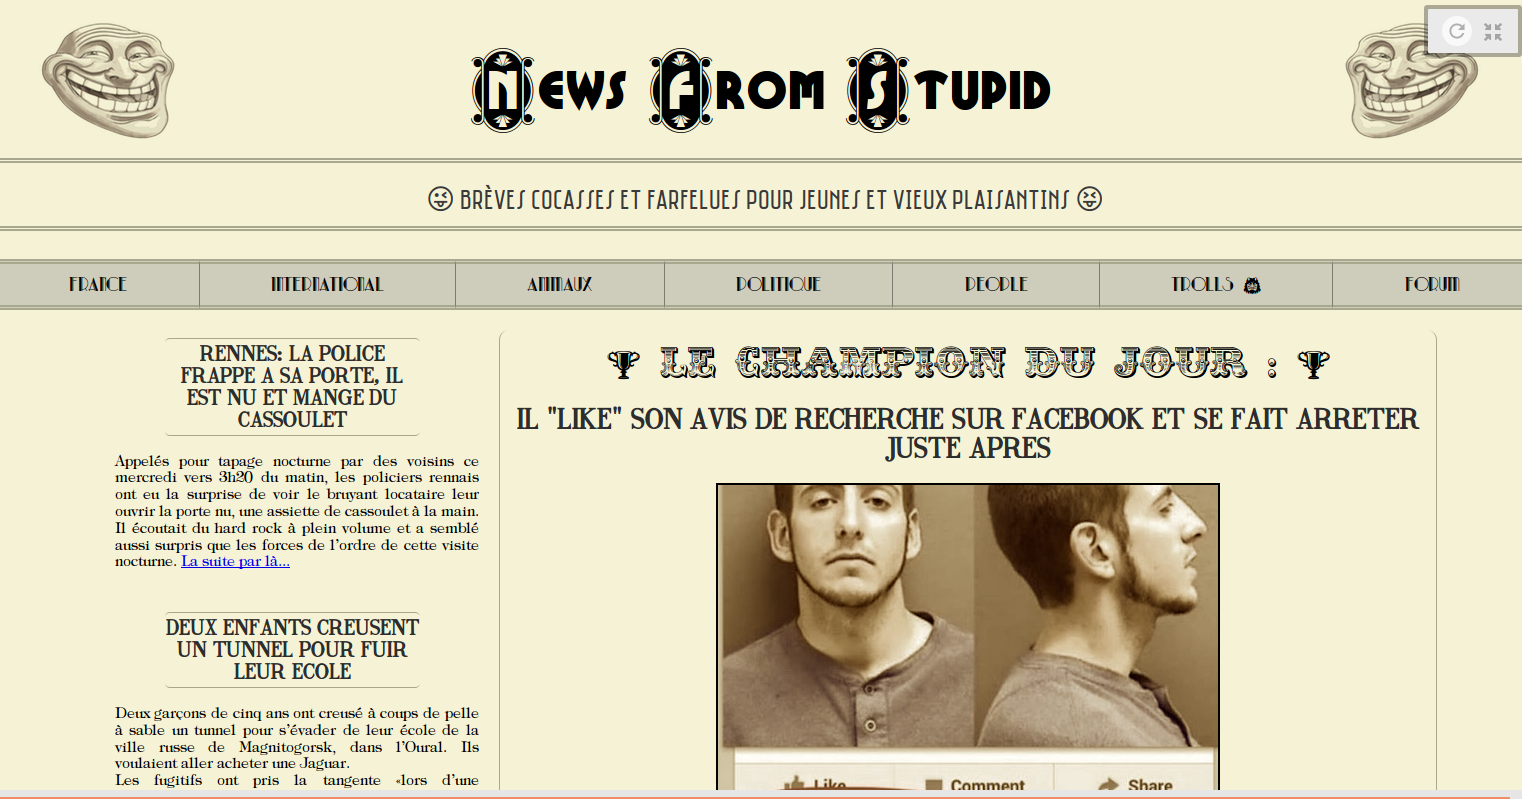 News From Stupid
😜 BRÈVES COCASSES ET FARFELUES POUR JEUNES ET VIEUX PLAISANTINS 😝
FRANCE INTERNATIONAL ANIMAUX POLITIQUE PEOPLE TROLLS FORUM
RENNES: LA POLICE
FRAPPE A SA PORTE, IL
EST NU ET MANGE DU
CASSOULET
Appelés pour tapage nocturne par des voisins ce
mercredi vers 3h20 du matin, les policiers rennais
ont eu la surprise de voir le bruyant locataire leur
ouvrir la porte nu, une assiette de cassoulet à la main.
Il écoutait du hard rock à plein volume et a semblé
aussi surpris que les forces de l'ordre de cette visite
nocturne. La suite par là...
DEUX ENFANTS CREUSENT
UN TUNNEL POUR FUIR
LEUR ECOLE
Deux garçons de cinq ans ont creusé à coups de pelle
à sable un tunnel pour s'évader de leur école de la
ville russe de Magnitogorsk, dans l'Oural. Ils
voulaient aller acheter une Jaguar.
Les fugitifs ont pris la tangente «lors d'une
🏆 LE CHAMPION DU JOUR : 🏆
IL "LIKE" SON AVIS DE RECHERCHE SUR FACEBOOK ET SE FAIT ARRETER
JUSTE APRES
Like Comment Share